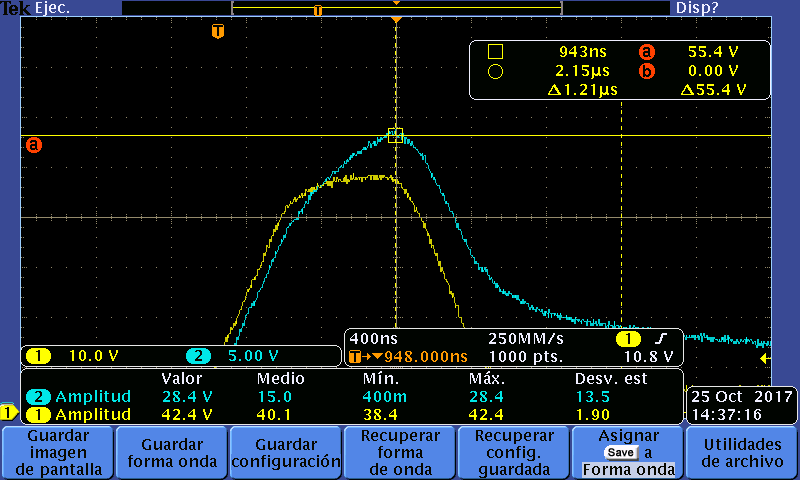 Tek Ejec. Disp?
T
T
943ns a 55.4 V
2.15µs b 0.00 V
Δ1.21µs Δ55.4 V
a
1 10.0 V 2 5.00 V
400ns 250MM/s 1 ʃ
T→▼948.000ns 1000 pts. 10.8 V
Valor Medio Mín. Máx. Desv. est
2 Amplitud 28.4 V 15.0 400m 28.4 13.5
1 Amplitud 42.4 V 40.1 38.4 42.4 1.90
1
25 Oct 2017
14:37:16
Guardar
imagen
de pantalla
Guardar
forma onda
Guardar
configuración
Recuperar
forma
de onda
Recuperar
config.
guardada
Asignar
Save a
Forma onda
Utilidades
de archivo